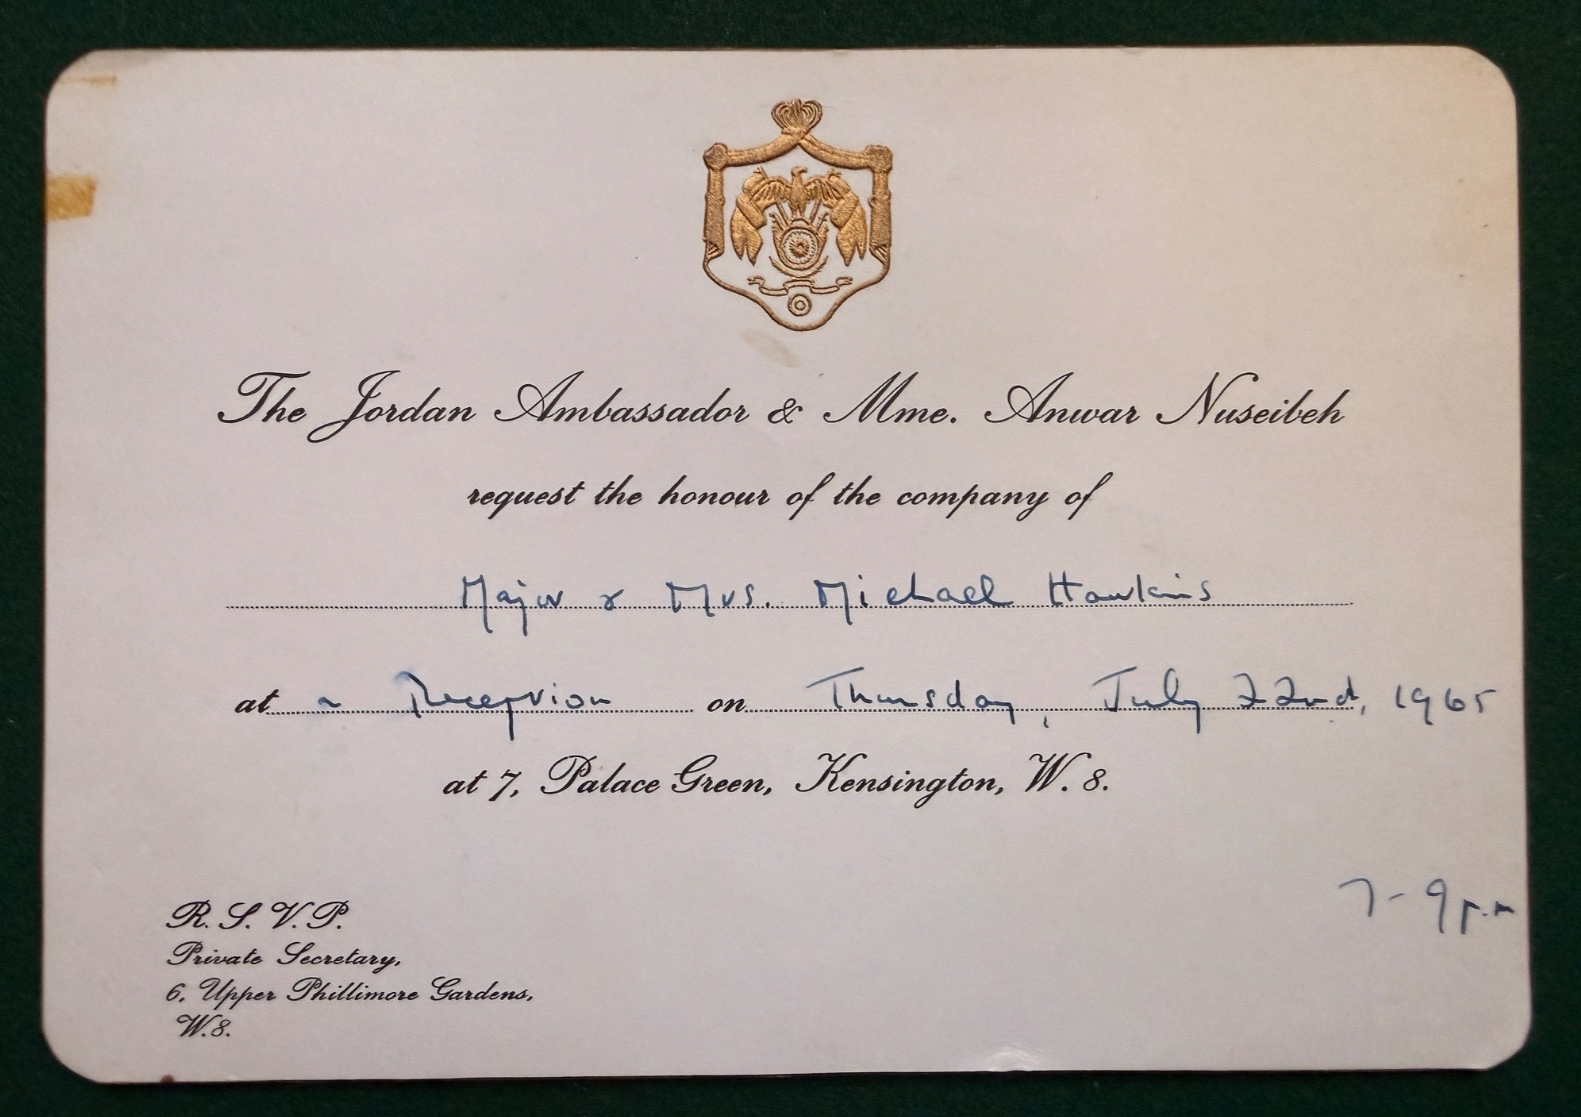 The Jordan Ambassador & Mme. Anwar Nuseibeh
request the honour of the company of
Major & Mrs. Michael Hawkins
at a Reception on Thursday, July 22nd, 1965
at 7, Palace Green, Kensington, W. 8.
7 - 9 p.m
R. S. V. P.
Private Secretary,
6, Upper Phillimore Gardens,
W.8.